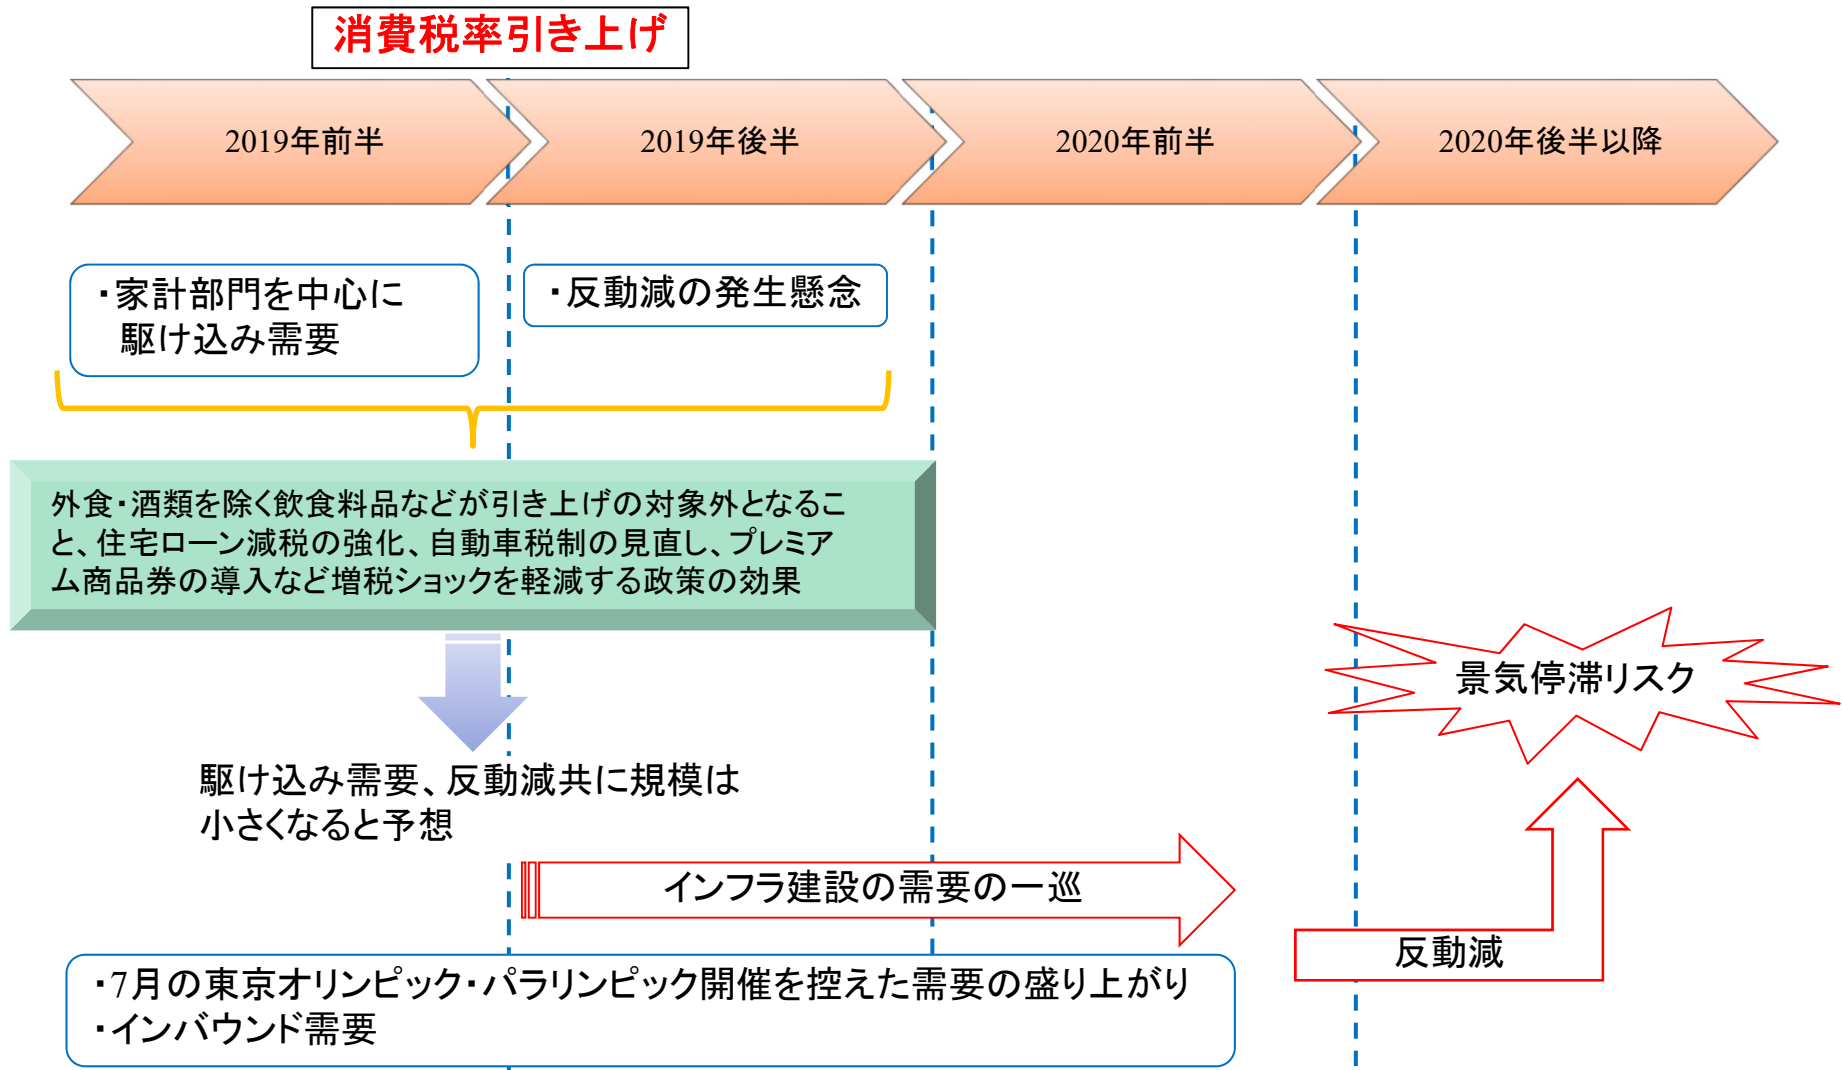 消費税率引き上げ
2019年前半
2019年後半
2020年前半
2020年後半以降
・家計部門を中心に
駆け込み需要
・反動減の発生懸念
外食・酒類を除く飲食料品などが引き上げの対象外となるこ
と、住宅ローン減税の強化、自動車税制の見直し、プレミア
ム商品券の導入など増税ショックを軽減する政策の効果
景気停滞リスク
駆け込み需要、反動減共に規模は
小さくなると予想
インフラ建設の需要の一巡
反動減
・7月の東京オリンピック・パラリンピック開催を控えた需要の盛り上がり
・インバウンド需要